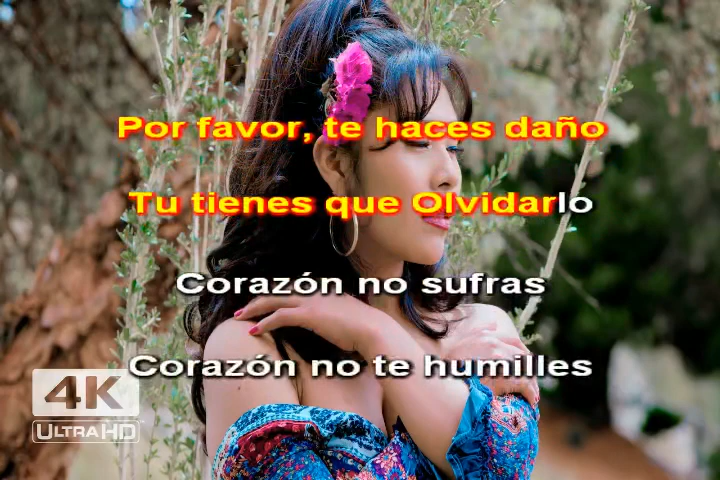 Por favor, te haces daño
Tu tienes que Olvidarlo
Corazón no sufras
Corazón no te humilles
4K
ULTRA HD